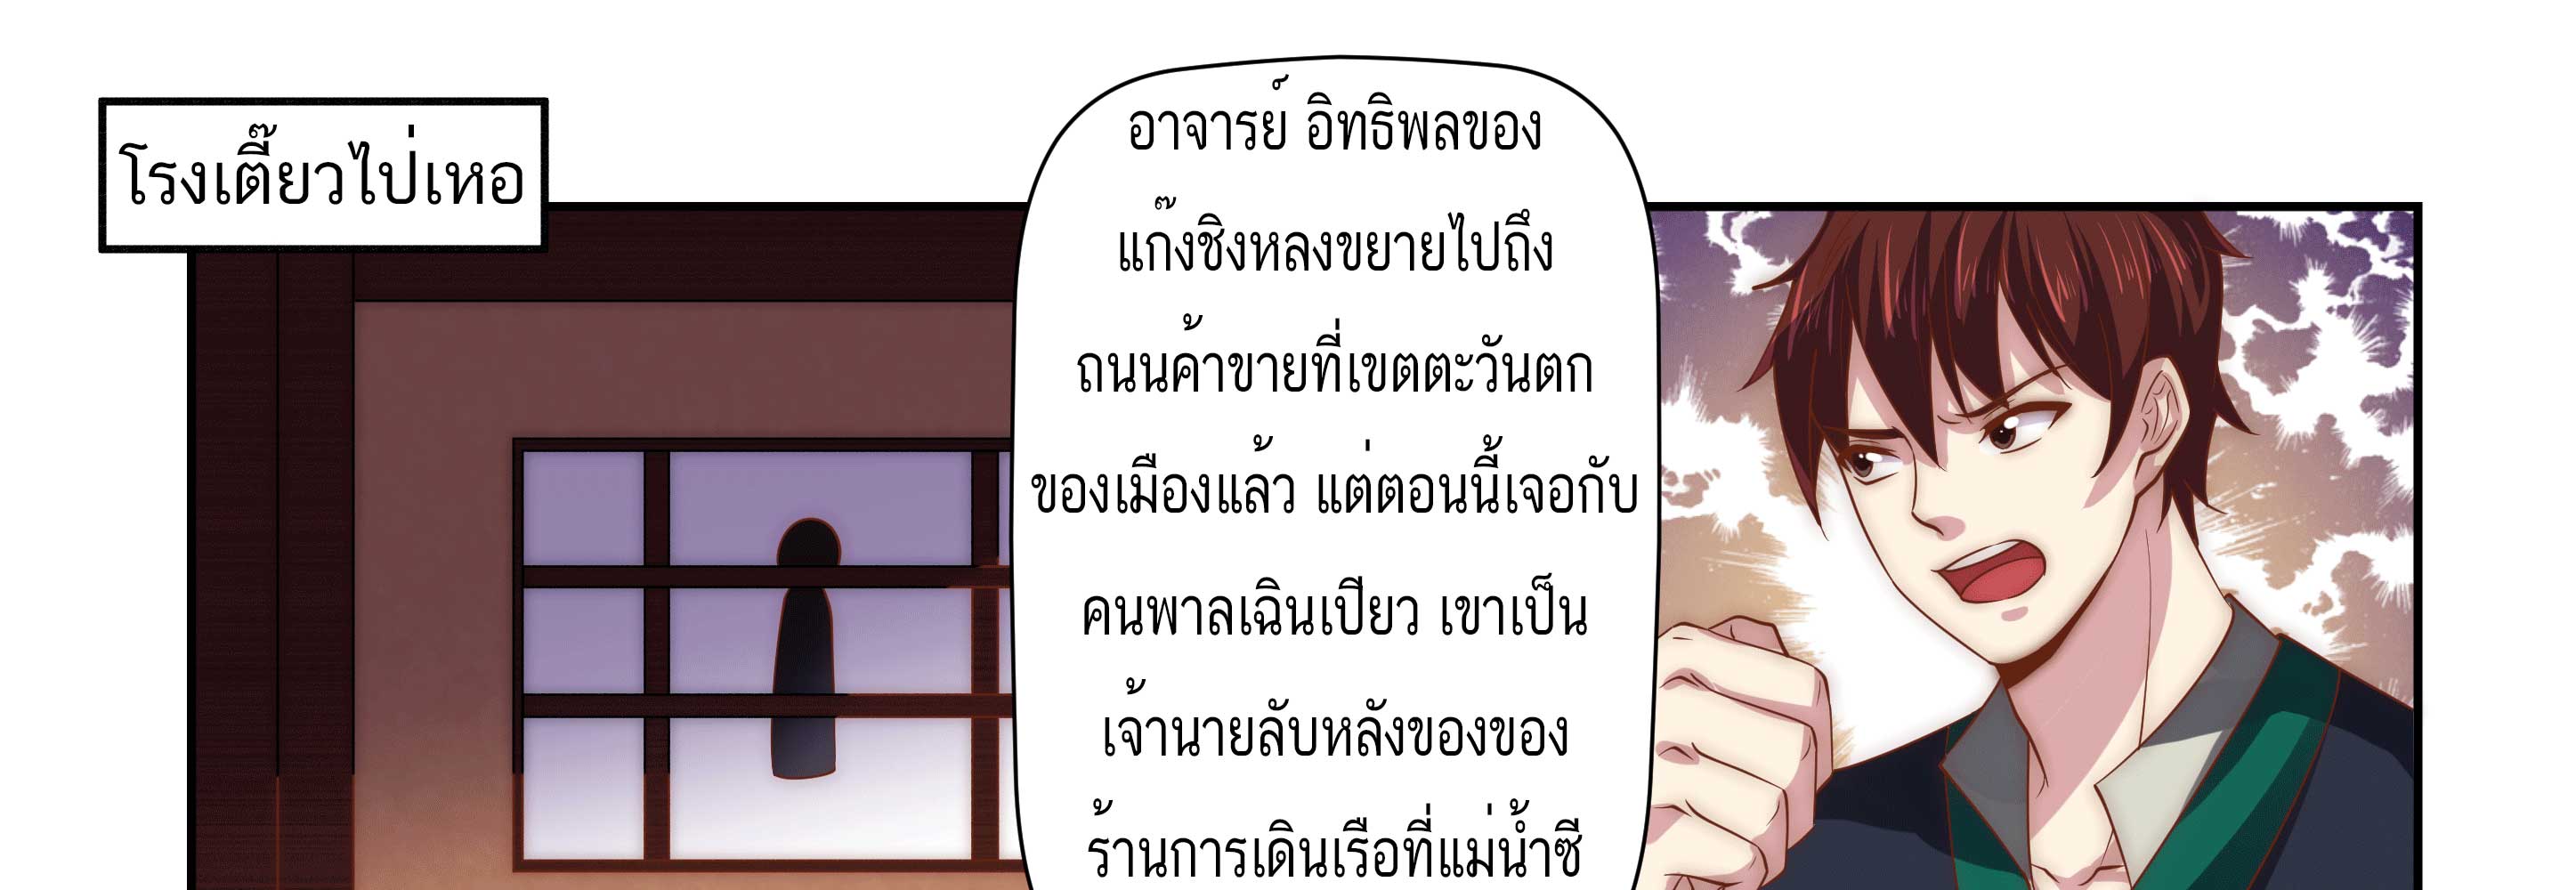 โรงเตี๊ยวไป่เหอ
อาจารย์ อิทธิพลของ
แก๊งชิงหลงขยายไปถึง
ถนนค้าขายที่เขตตะวันตก
ของเมืองแล้ว แต่ตอนนี้เจอกับ
คนพาลเฉินเปียว เขาเป็น
เจ้านายลับหลังของของ
ร้านการเดินเรือที่แม่น้ำซี